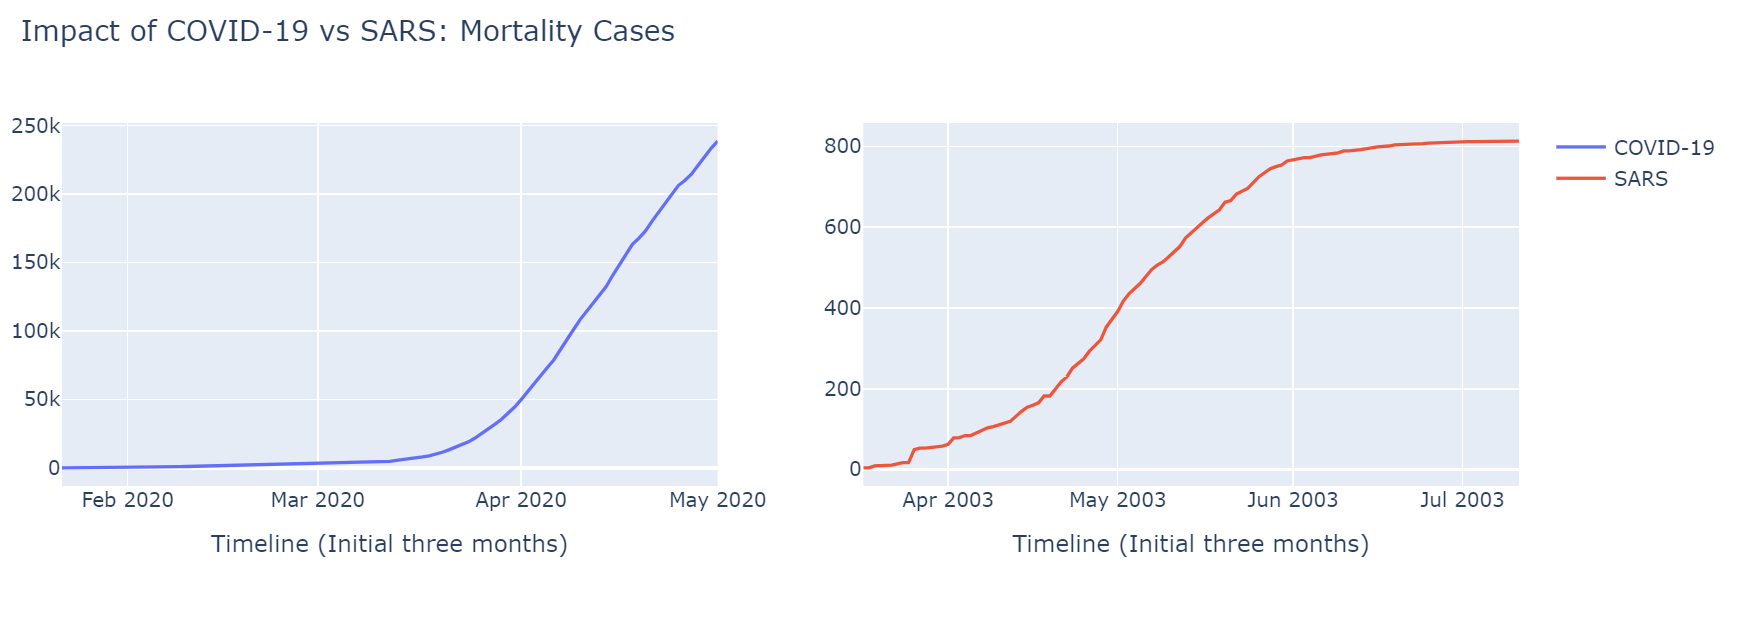 Impact of COVID-19 vs SARS: Mortality Cases
250k
200k
150k
100k
50k
0
Feb 2020
Mar 2020
Apr 2020
May 2020
Timeline (Initial three months)
800
600
400
200
0
Apr 2003
May 2003
Jun 2003
Jul 2003
Timeline (Initial three months)
COVID-19
SARS